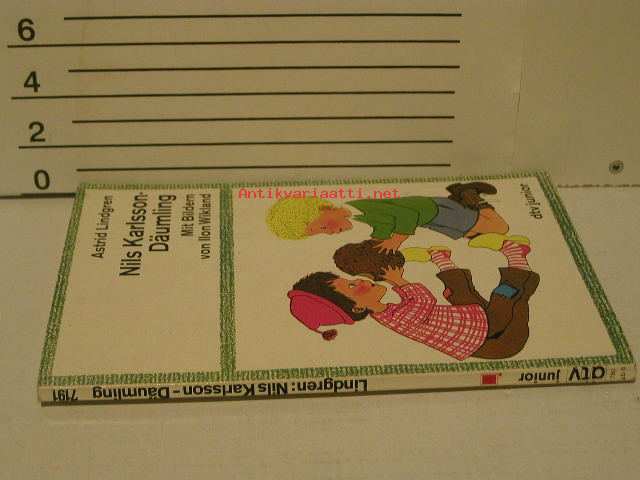 6
4
2
0
Antikvariaatti.net
Astrid Lindgren
Nils Karlsson-
Däumling
Mit Bildern
von Ilon Wikland
dtv junior
Lindgren: Nils Karlsson - Däumling 7191
dtv junior